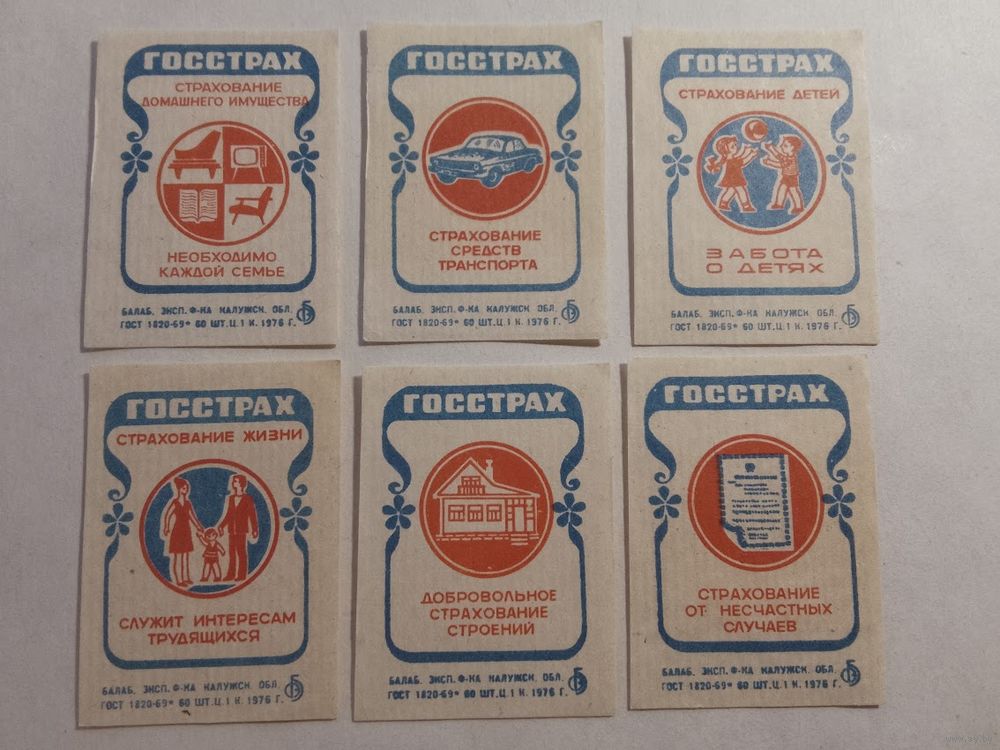 ГОССТРАХ
СТРАХОВАНИЕ
ДОМАШНЕГО ИМУЩЕСТВА
НЕОБХОДИМО
КАЖДОЙ СЕМЬЕ
БАЛАБ. ЭКСП. Ф-КА КАЛУЖСК. ОБЛ.
ГОСТ 1820-69* 60 ШТ. Ц. 1 К. 1976 Г.
ГОССТРАХ
СТРАХОВАНИЕ
СРЕДСТВ
ТРАНСПОРТА
БАЛАБ. ЭКСП. Ф-КА КАЛУЖСК. ОБЛ.
ГОСТ 1820-69* 60 ШТ. Ц. 1 К. 1976 Г.
ГОССТРАХ
СТРАХОВАНИЕ ДЕТЕЙ
ЗАБОТА
О ДЕТЯХ
БАЛАБ. ЭКСП. Ф-КА КАЛУЖСК. ОБЛ.
ГОСТ 1820-69* 60 ШТ. Ц. 1 К. 1976 Г.
ГОССТРАХ
СТРАХОВАНИЕ ЖИЗНИ
СЛУЖИТ ИНТЕРЕСАМ
ТРУДЯЩИХСЯ
БАЛАБ. ЭКСП. Ф-КА КАЛУЖСК. ОБЛ.
ГОСТ 1820-69* 60 ШТ. Ц. 1 К. 1976 Г.
ГОССТРАХ
ДОБРОВОЛЬНОЕ
СТРАХОВАНИЕ
СТРОЕНИЙ
БАЛАБ. ЭКСП. Ф-КА КАЛУЖСК. ОБЛ.
ГОСТ 1820-69* 60 ШТ. Ц. 1 К. 1976 Г.
ГОССТРАХ
СТРАХОВАНИЕ
ОТ НЕСЧАСТНЫХ
СЛУЧАЕВ
БАЛАБ. ЭКСП. Ф-КА КАЛУЖСК. ОБЛ.
ГОСТ 1820-69* 60 ШТ. Ц. 1 К. 1976 Г.